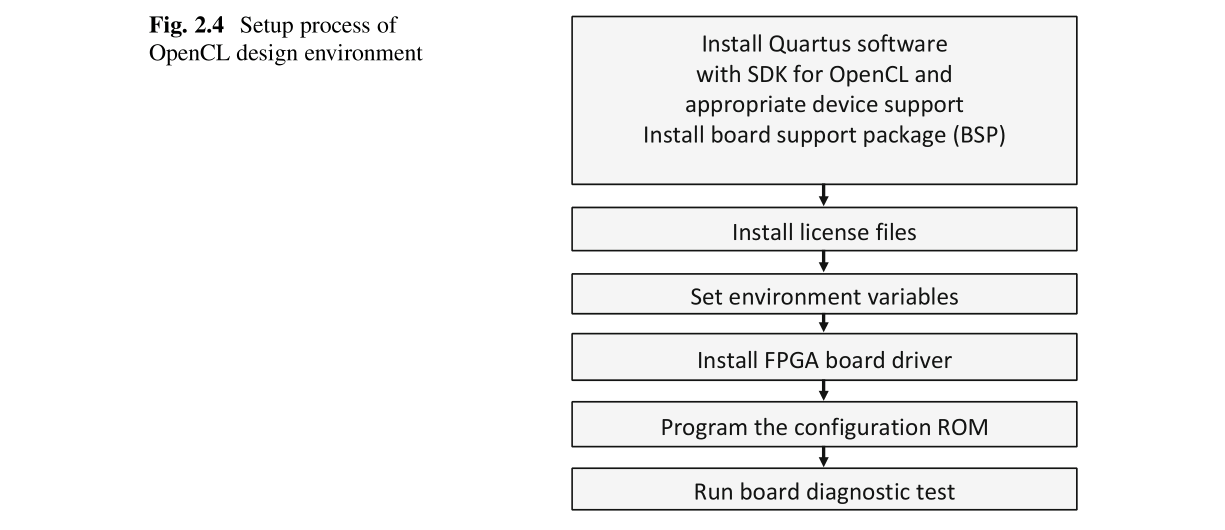 Fig. 2.4 Setup process of
OpenCL design environment
Install Quartus software
with SDK for OpenCL and
appropriate device support
Install board support package (BSP)
Install license files
Set environment variables
Install FPGA board driver
Program the configuration ROM
Run board diagnostic test